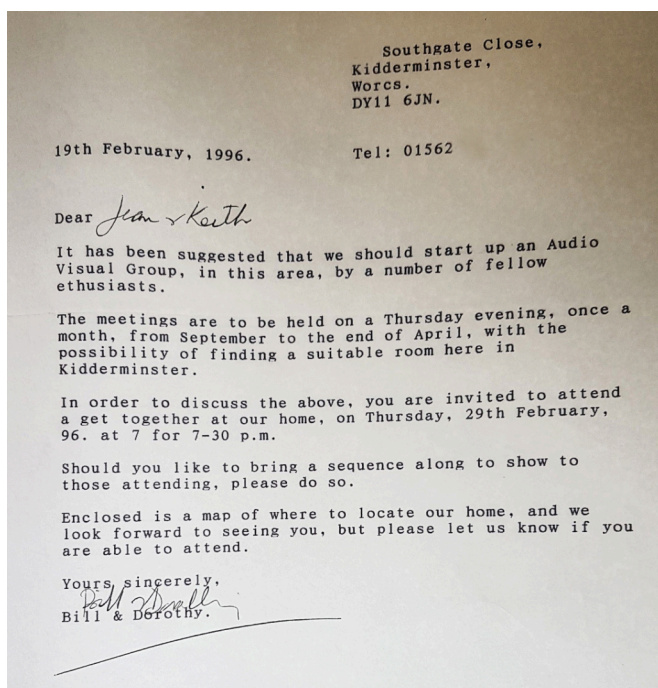 Southgate Close,
Kidderminster,
Worcs.
DY11 6JN.
19th February, 1996.
Tel: 01562
Dear Jean & Keith
It has been suggested that we should start up an Audio
Visual Group, in this area, by a number of fellow
ethusiasts.
The meetings are to be held on a Thursday evening, once a
month, from September to the end of April, with the
possibility of finding a suitable room here in
Kidderminster.
In order to discuss the above, you are invited to attend
a get together at our home, on Thursday, 29th February,
96. at 7 for 7-30 p.m.
Should you like to bring a sequence along to show to
those attending, please do so.
Enclosed is a map of where to locate our home, and we
look forward to seeing you, but please let us know if you
are able to attend.
Yours sincerely,
Bill & Dorothy
Bill & Dorothy.